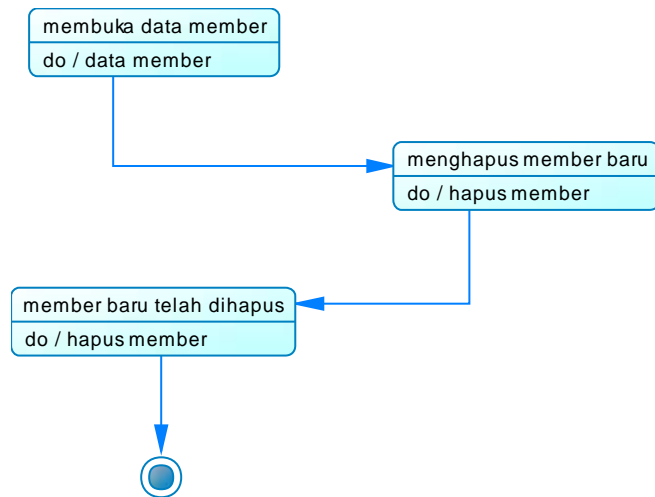 membuka data member
do / data member
menghapus member baru
do / hapus member
member baru telah dihapus
do / hapus member